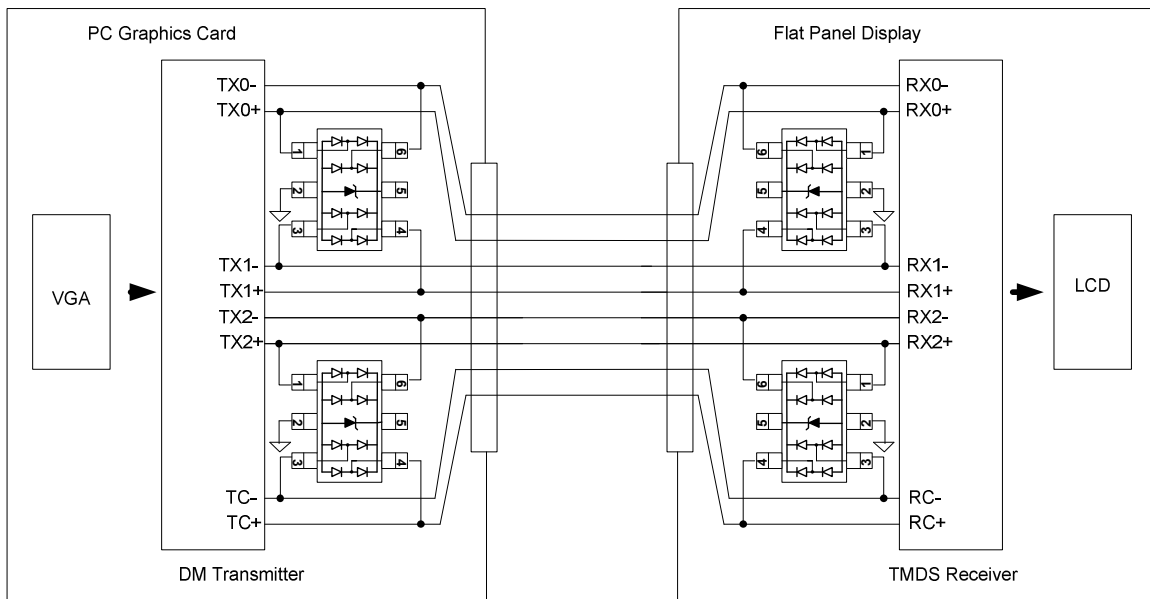 PC Graphics Card
Flat Panel Display
TX0-
TX0+
1
2
3
6
5
4
TX1-
TX1+
TX2-
TX2+
1
2
3
6
5
4
TC-
TC+
VGA
DM Transmitter
RX0-
RX0+
6
5
4
1
2
3
RX1-
RX1+
RX2-
RX2+
6
5
4
1
2
3
RC-
RC+
LCD
TMDS Receiver